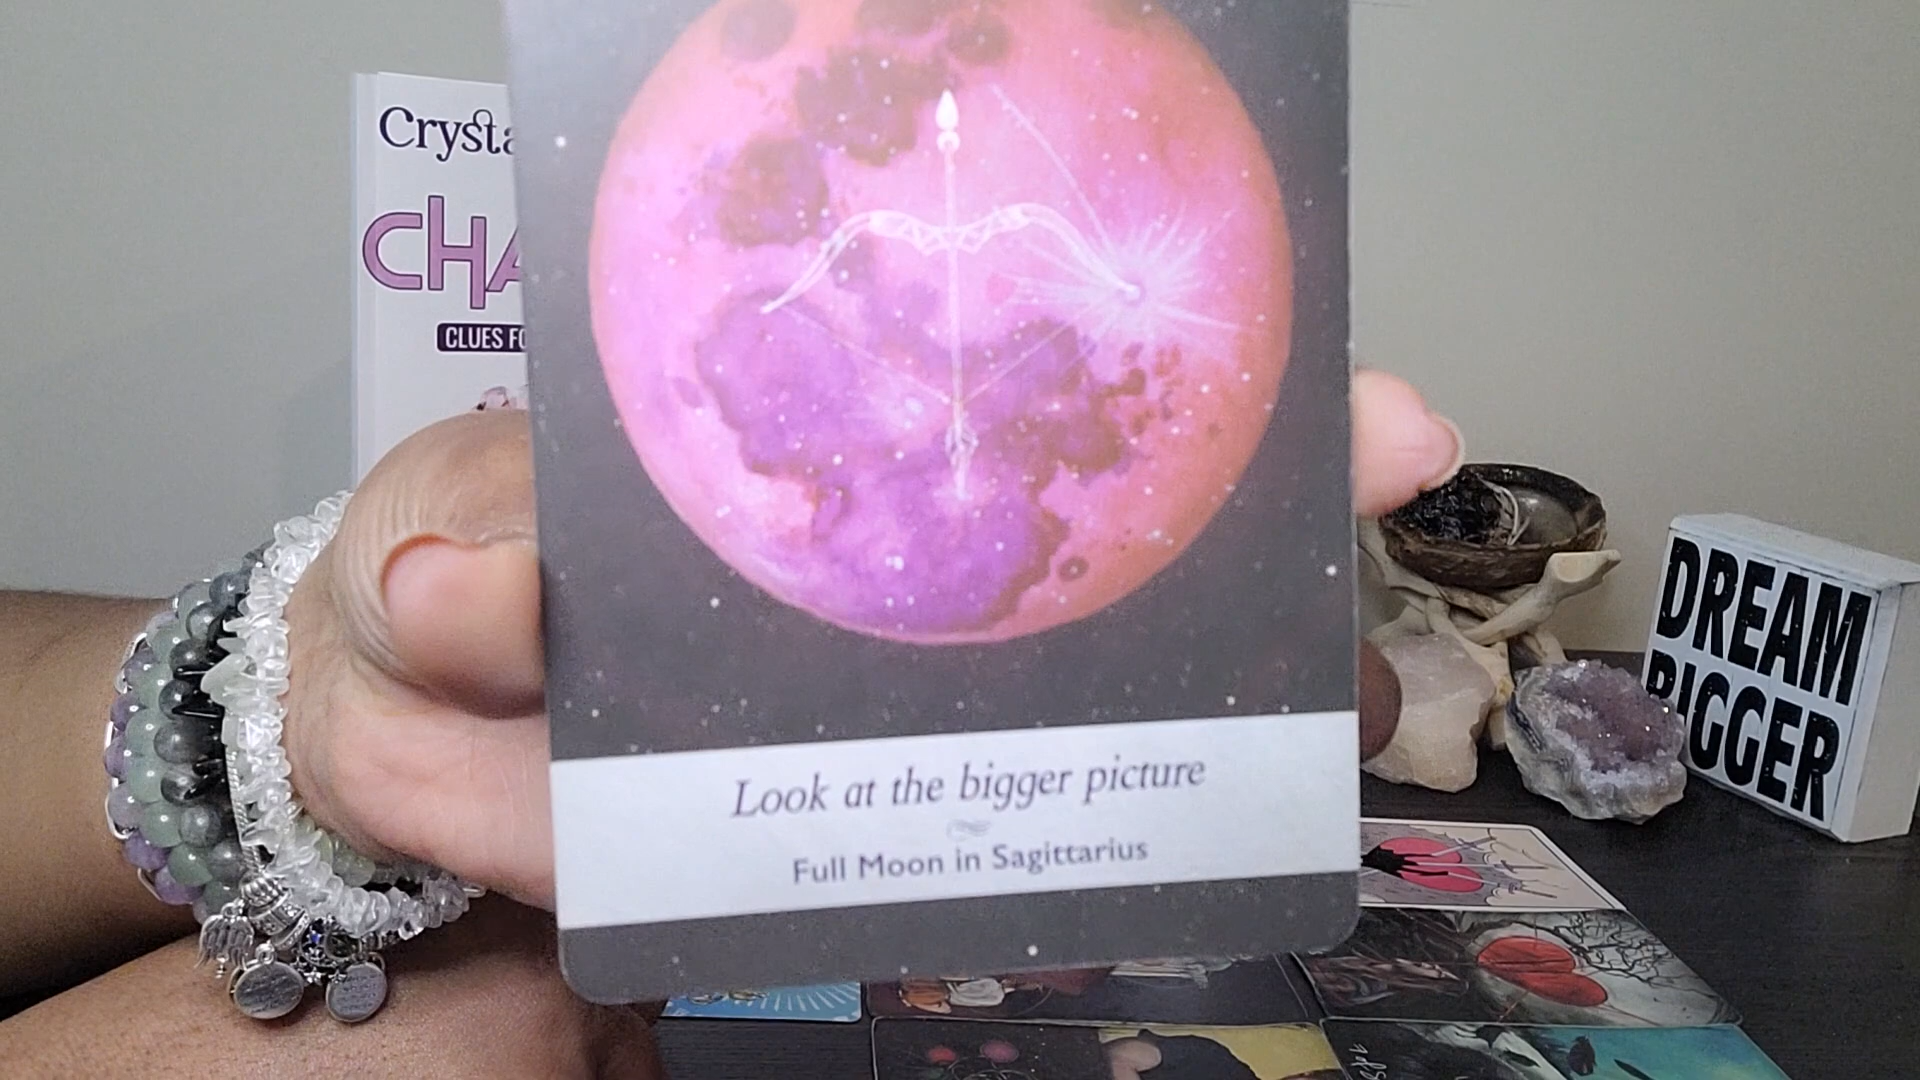 Crysta
CHA
CLUES FO
Look at the bigger picture
Full Moon in Sagittarius
DREAM
BIGGER